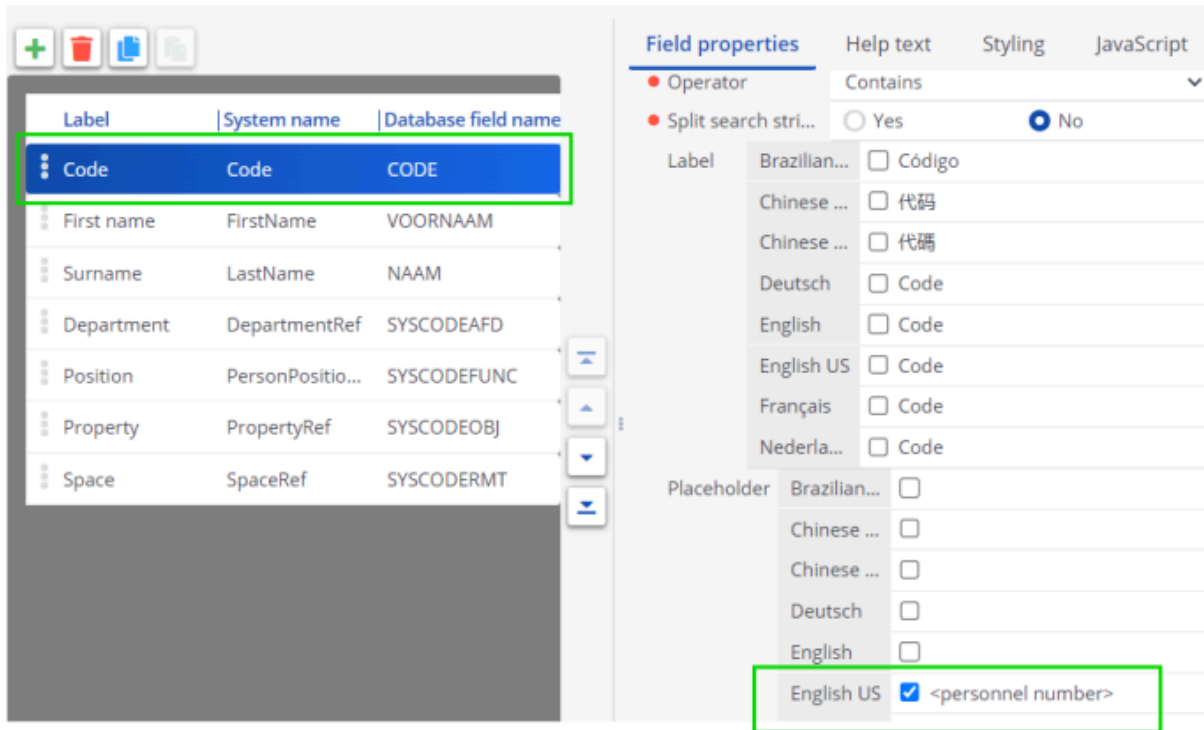 Field properties Help text Styling JavaScript
Label System name Database field name
Code Code CODE
First name FirstName VOORNAAM
Surname LastName NAAM
Department DepartmentRef SYSCODEAFD
Position PersonPositio... SYSCODEFUNC
Property PropertyRef SYSCODEOBJ
Space SpaceRef SYSCODERMT
Operator Contains
Split search stri... Yes No
Label Brazilian... Código
Chinese ... 代码
Chinese ... 代碼
Deutsch Code
English Code
English US Code
Français Code
Nederla... Code
Placeholder Brazilian...
Chinese ...
Chinese ...
Deutsch
English
English US <personnel number>